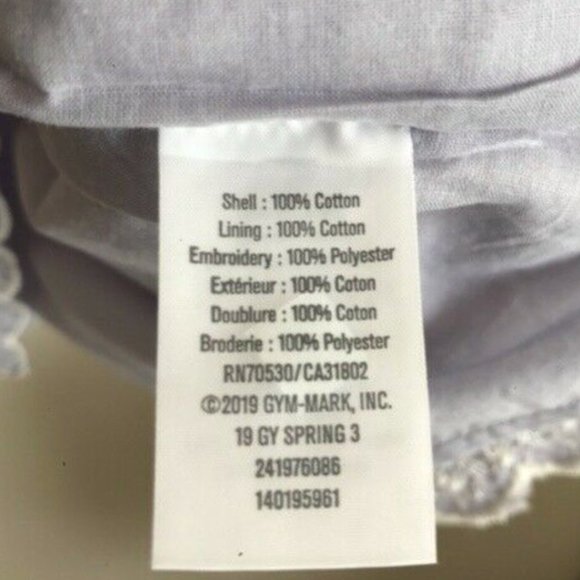 Shell : 100% Cotton
Lining : 100% Cotton
Embroidery : 100% Polyester
Extérieur : 100% Coton
Doublure : 100% Coton
Broderie : 100% Polyester
RN70530/CA31802
©2019 GYM-MARK, INC.
19 GY SPRING 3
241976086
140195961